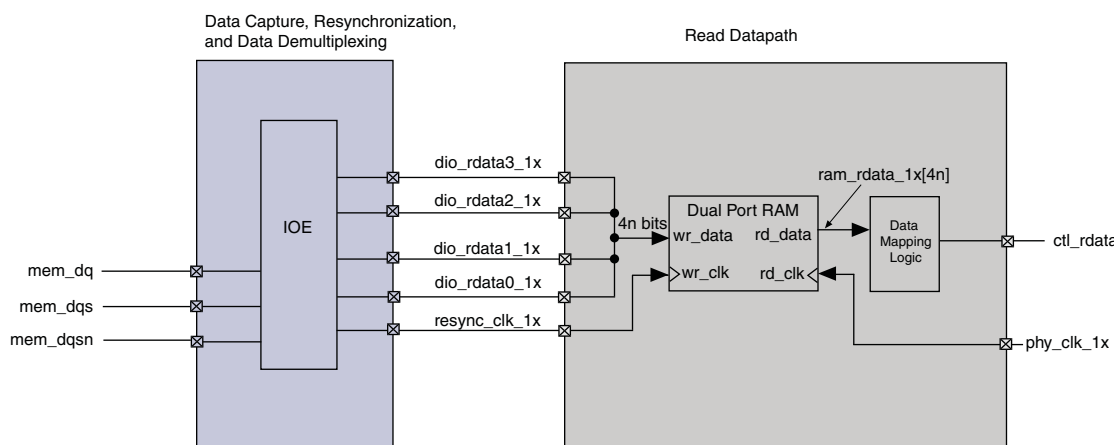 Data Capture, Resynchronization,
and Data Demultiplexing
Read Datapath
IOE
mem_dq
mem_dqs
mem_dqsn
dio_rdata3_1x
dio_rdata2_1x
dio_rdata1_1x
dio_rdata0_1x
resync_clk_1x
4n bits
Dual Port RAM
wr_data rd_data
wr_clk rd_clk
ram_rdata_1x[4n]
Data
Mapping
Logic
ctl_rdata
phy_clk_1x